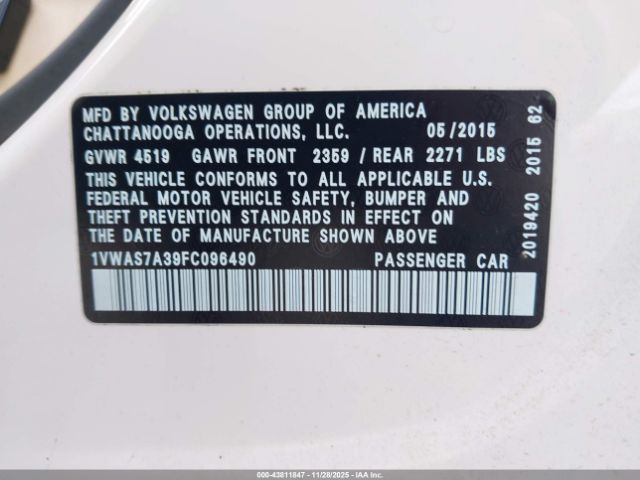 MFD BY VOLKSWAGEN GROUP OF AMERICA
CHATTANOOGA OPERATIONS, LLC. 05/2015
GVWR 4519 GAWR FRONT 2359 / REAR 2271 LBS
THIS VEHICLE CONFORMS TO ALL APPLICABLE U.S.
FEDERAL MOTOR VEHICLE SAFETY, BUMPER AND
THEFT PREVENTION STANDARDS IN EFFECT ON
THE DATE OF MANUFACTURE SHOWN ABOVE
1VWAS7A39FC096490 PASSENGER CAR
2019420 2015 62
000-43811847 - 11/28/2025 - IAAI.COM